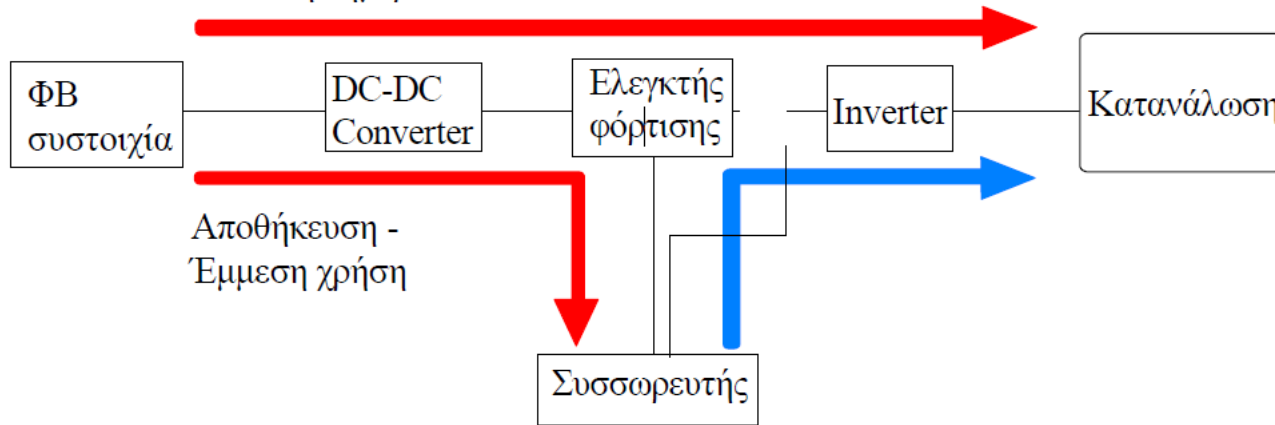 ΦΒ
συστοιχία
DC-DC
Converter
Ελεγκτής
φόρτισης
Inverter
Κατανάλωση
Αποθήκευση -
Έμμεση χρήση
Συσσωρευτής